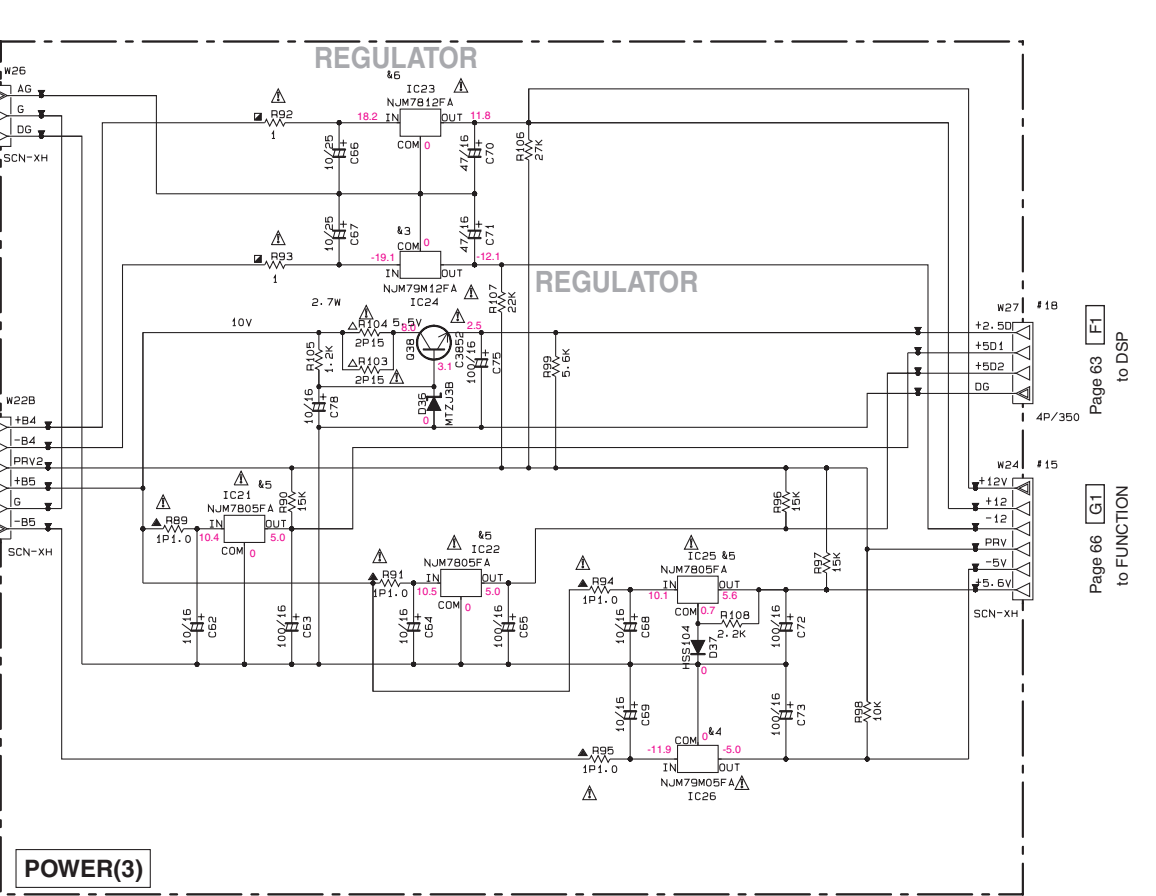 REGULATOR
W26
AG
G
DG
SCN-XH
&6
IC23
NJM7812FA
R92
1
18.2 IN OUT 11.8
COM 0
10/25 C66
47/16 C70
R106 27K
10/25 C67
47/16 C71
&3
COM 0
R93
1
-19.1 -12.1
IN OUT
NJM79M12FA
IC24
REGULATOR
R107 22K
2.7W
10V
R104
2P15
5.5V
8.0
2.5
Q38
C3852
3.1
R105 1.2K
R103
2P15
100/16 C75
R99 5.6K
10/16 C78
D36 MTZJ3B
0
W27 #18
+2.5D
+5D1
+5D2
DG
4P/350
Page 63 F1
to DSP
W22B
+B4
-B4
PRV2
+B5
G
-B5
SCN-XH
IC21 &5
NJM7805FA
R90 15K
R89
1P1.0
IN OUT
10.4 5.0
COM 0
10/16 C62
100/16 C63
&5
IC22
NJM7805FA
R91
1P1.0
IN OUT
10.5 5.0
COM 0
10/16 C64
100/16 C65
R96 15K
R97 15K
IC25 &5
NJM7805FA
R94
1P1.0
IN OUT
10.1 5.6
COM 0.7
R108
2.2K
HSS104 D37
0
10/16 C68
100/16 C72
10/16 C69
100/16 C73
R98 10K
&4
COM 0
R95
1P1.0
-11.9 -5.0
IN OUT
NJM79M05FA
IC26
W24 #15
+12V
+12
-12
PRV
-5V
+5.6V
SCN-XH
Page 66 G1
to FUNCTION
POWER(3)